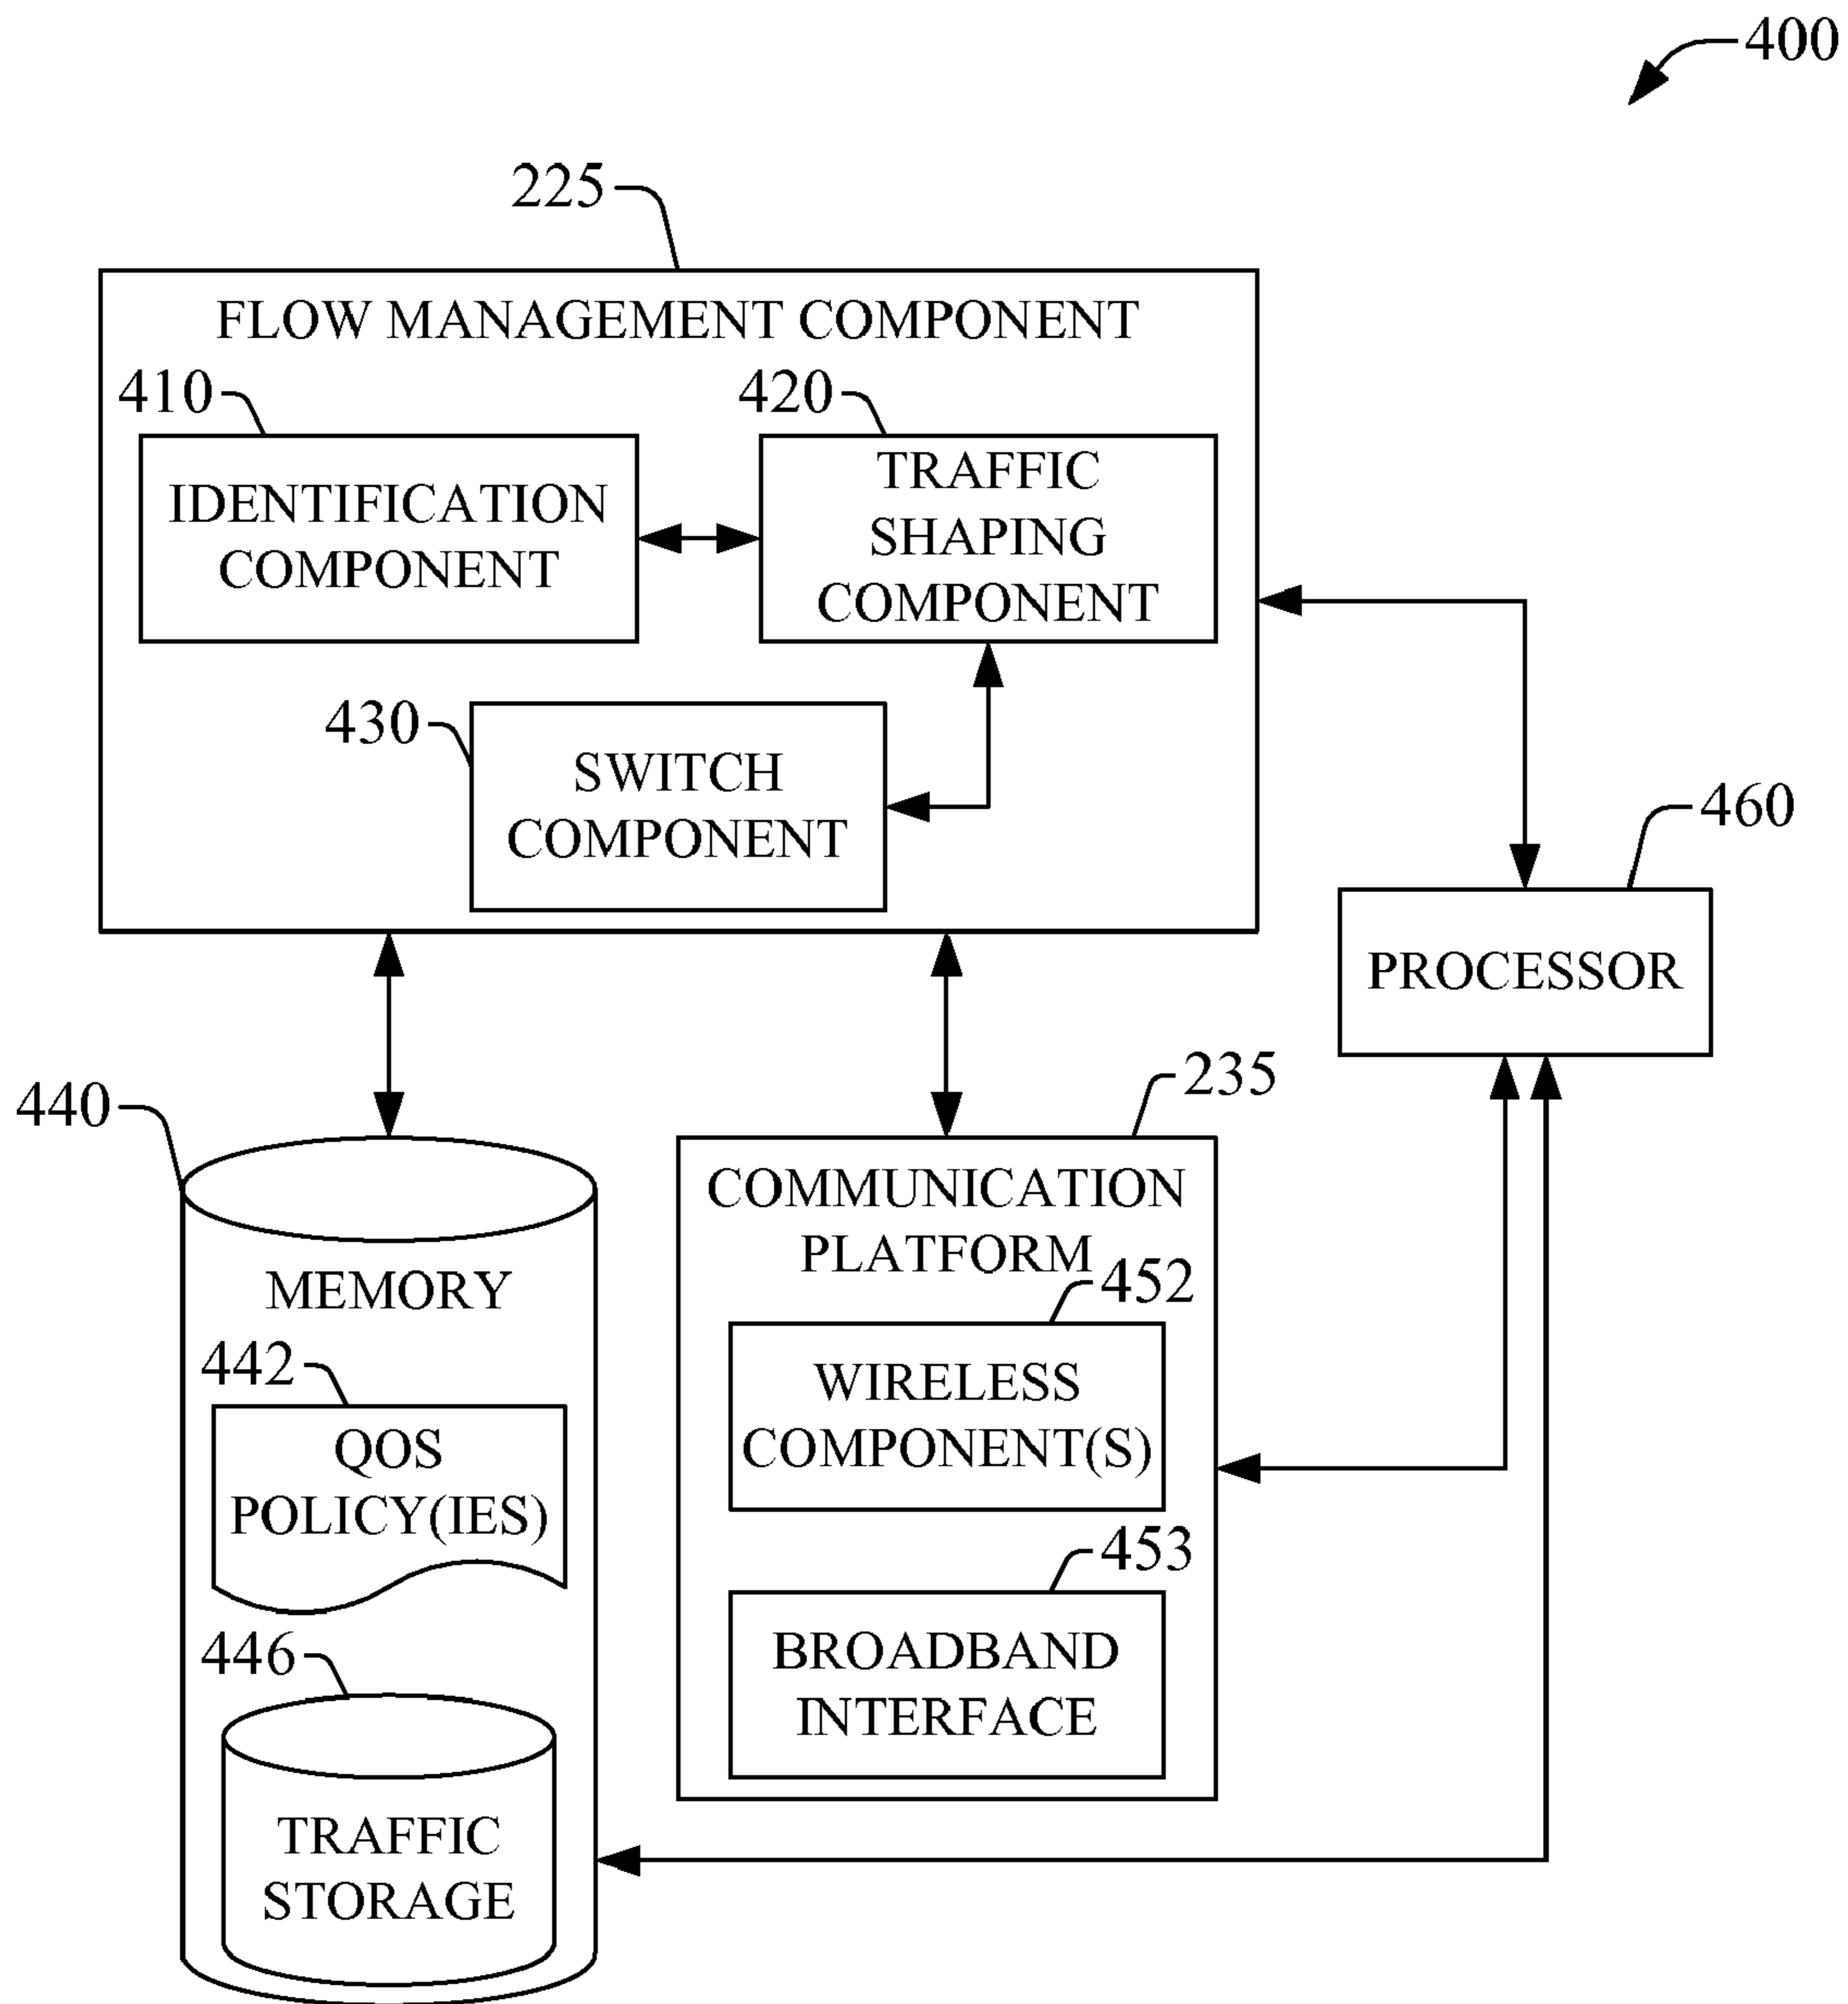 400
225
FLOW MANAGEMENT COMPONENT
410
420
IDENTIFICATION
COMPONENT
TRAFFIC
SHAPING
COMPONENT
430
SWITCH
COMPONENT
460
PROCESSOR
440
MEMORY
442
QOS
POLICY(IES)
446
TRAFFIC
STORAGE
235
COMMUNICATION
PLATFORM
452
WIRELESS
COMPONENT(S)
453
BROADBAND
INTERFACE